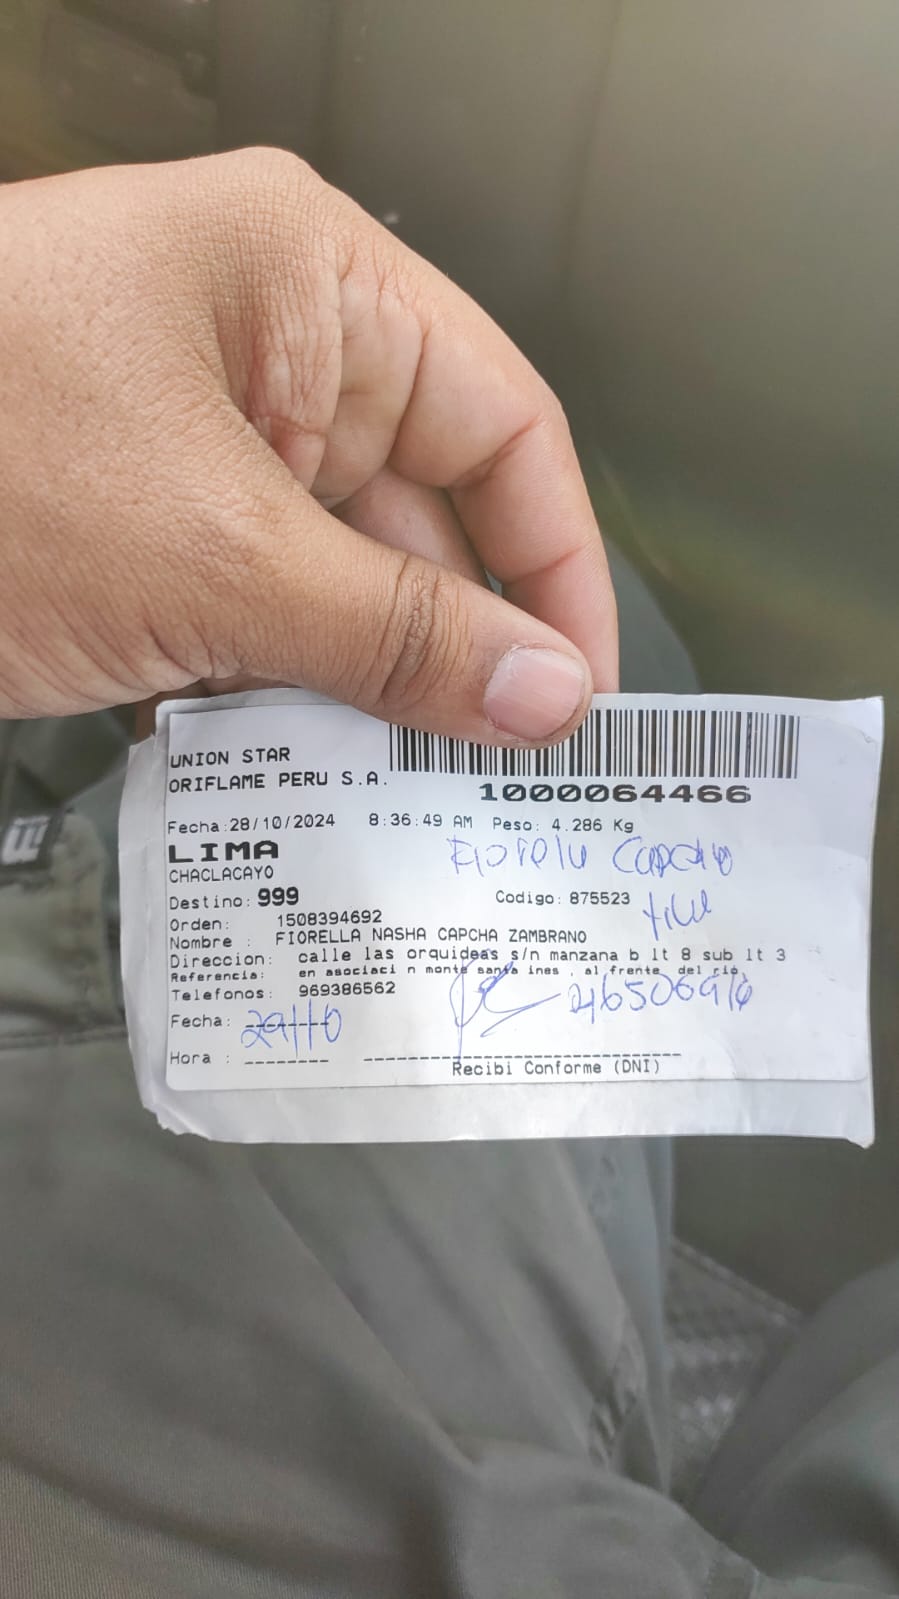 UNION STAR
ORIFLAME PERU S.A.
1000064466
Fecha:28/10/2024 8:36:49 AM Peso: 4.286 Kg
LIMA
CHACLACAYO
Destino: 999 Codigo: 875523
Orden: 1508394692
Nombre : FIORELLA NASHA CAPCHA ZAMBRANO
Direccion: calle las orquideas s/n manzana b lt 8 sub lt 3
Referencia: en asociaci n monte santa ines , al frente del rio,
Telefonos: 969386562
Fecha: 29/10
Hora : --------
Recibi Conforme (DNI)